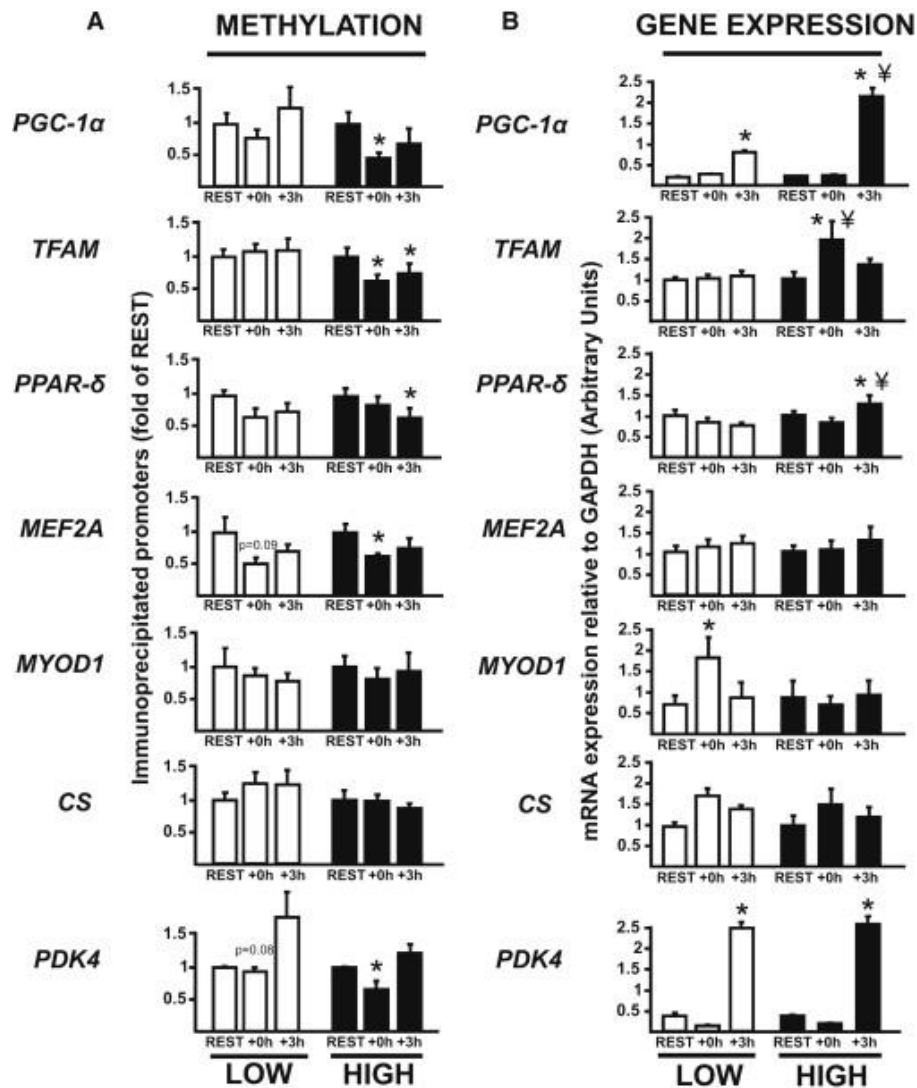 A METHYLATION B GENE EXPRESSION
Immunoprecipitated promoters (fold of REST)
mRNA expression relative to GAPDH (Arbitrary Units)
PGC-1α
1.5
1
0.5
*
REST +0h +3h REST +0h +3h
PGC-1α
2.5
2
1.5
1
0.5
* * ¥
REST +0h +3h REST +0h +3h
TFAM
1.5
1
0.5
* *
REST +0h +3h REST +0h +3h
TFAM
2.5
2
1.5
1
0.5
* ¥
REST +0h +3h REST +0h +3h
PPAR-δ
1.5
1
0.5
*
REST +0h +3h REST +0h +3h
PPAR-δ
2.5
2
1.5
1
0.5
* ¥
REST +0h +3h REST +0h +3h
MEF2A
1.5
1
0.5
p=0.09 *
REST +0h +3h REST +0h +3h
MEF2A
2.5
2
1.5
1
0.5
REST +0h +3h REST +0h +3h
MYOD1
1.5
1
0.5
REST +0h +3h REST +0h +3h
MYOD1
2.5
2
1.5
1
0.5
*
REST +0h +3h REST +0h +3h
CS
1.5
1
0.5
REST +0h +3h REST +0h +3h
CS
2.5
2
1.5
1
0.5
REST +0h +3h REST +0h +3h
PDK4
1.5
1
0.5
p=0.08 *
REST +0h +3h REST +0h +3h
LOW HIGH
PDK4
2.5
2
1.5
1
0.5
* *
REST +0h +3h REST +0h +3h
LOW HIGH